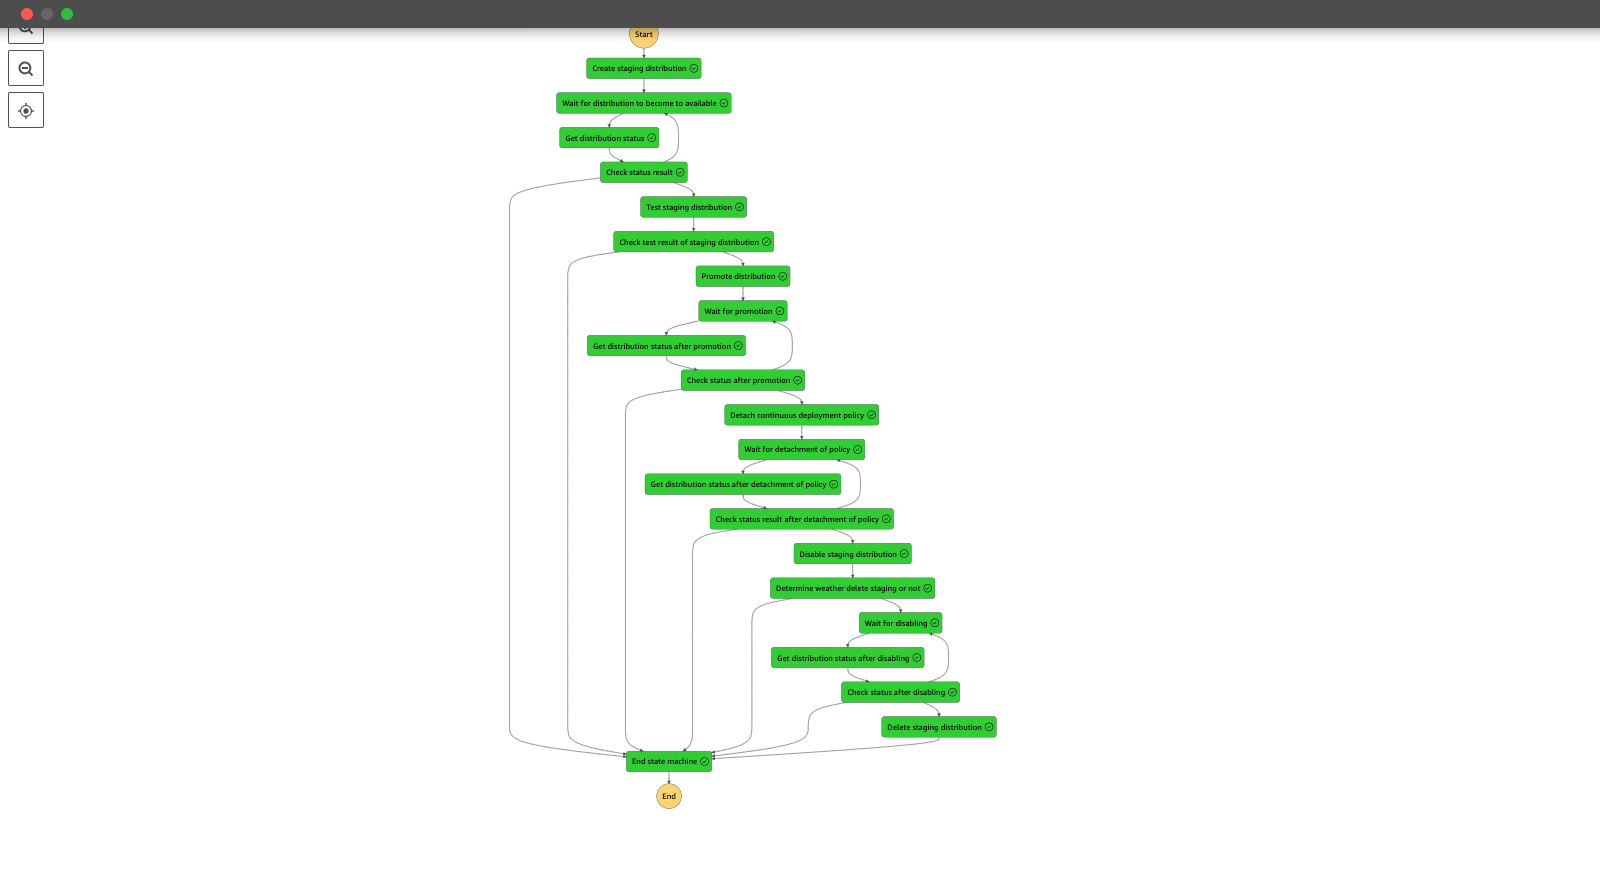 Start
Create staging distribution
Wait for distribution to become to available
Get distribution status
Check status result
Test staging distribution
Check test result of staging distribution
Promote distribution
Wait for promotion
Get distribution status after promotion
Check status after promotion
Detach continuous deployment policy
Wait for detachment of policy
Get distribution status after detachment of policy
Check status result after detachment of policy
Disable staging distribution
Determine weather delete staging or not
Wait for disabling
Get distribution status after disabling
Check status after disabling
Delete staging distribution
End state machine
End